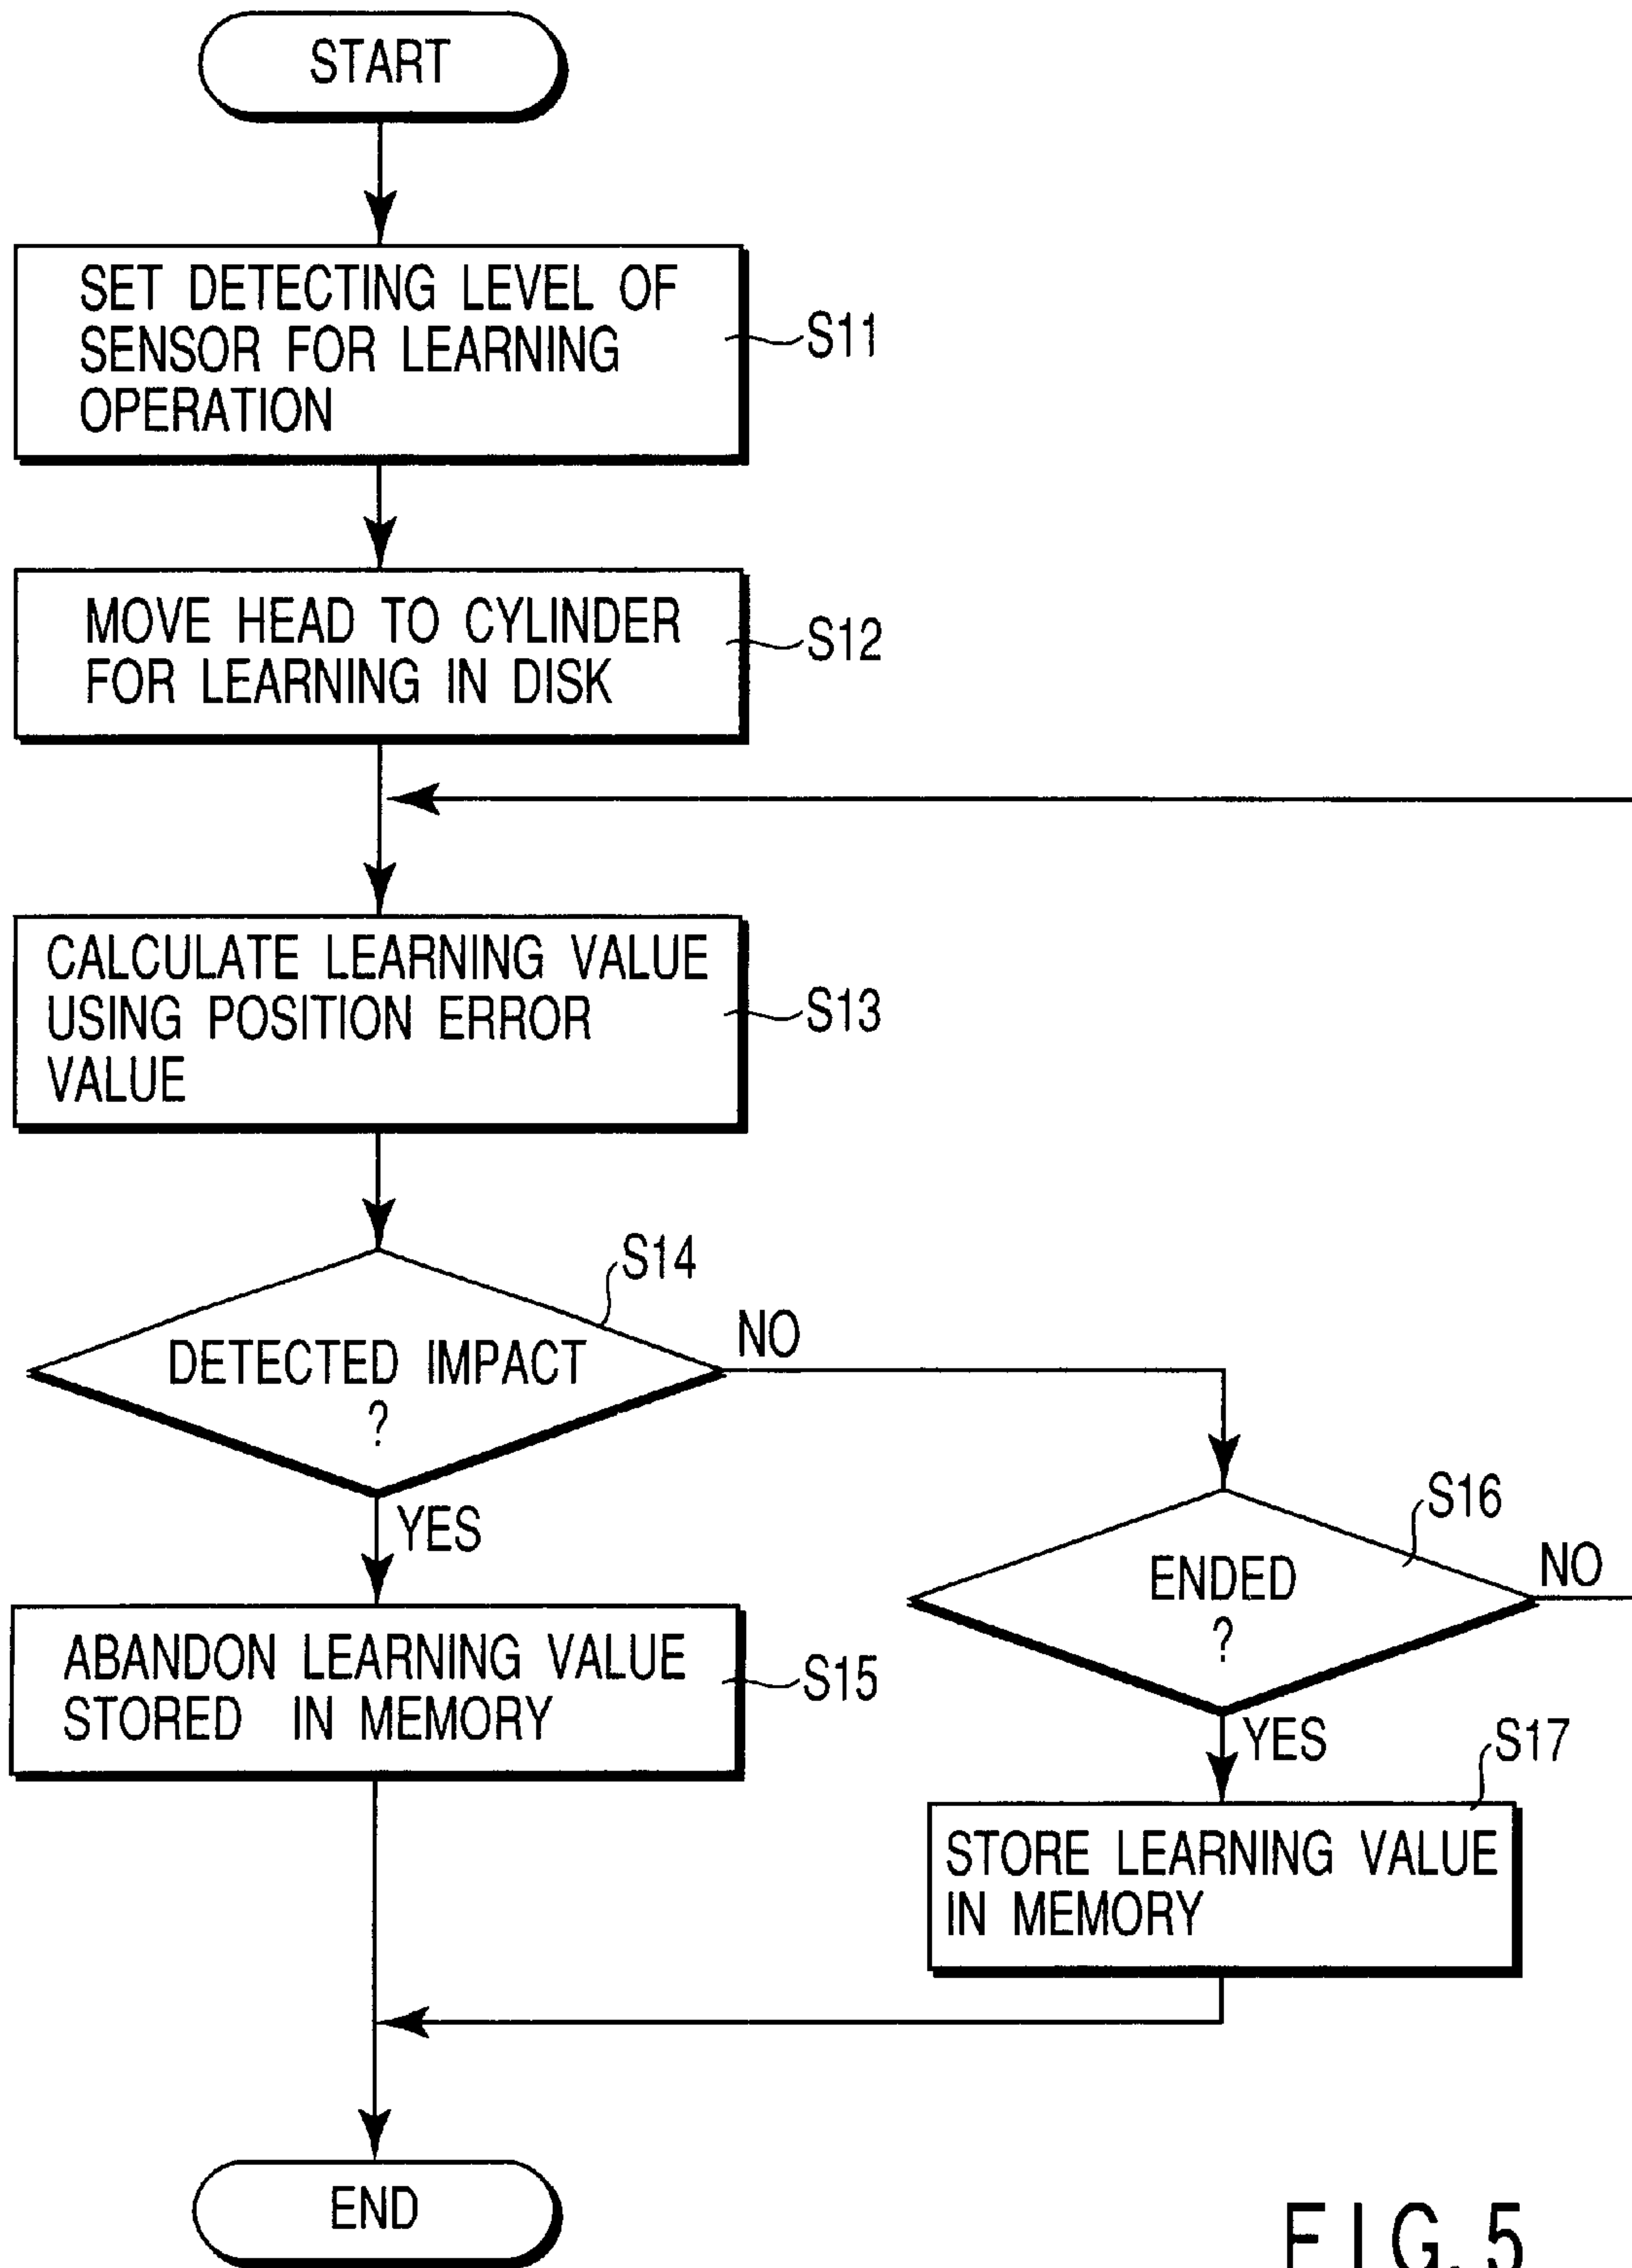 START
SET DETECTING LEVEL OF
SENSOR FOR LEARNING
OPERATION
S11
MOVE HEAD TO CYLINDER
FOR LEARNING IN DISK
S12
CALCULATE LEARNING VALUE
USING POSITION ERROR
VALUE
S13
S14
DETECTED IMPACT
?
NO
YES
S16
ENDED
?
NO
YES
ABANDON LEARNING VALUE
STORED IN MEMORY
S15
S17
STORE LEARNING VALUE
IN MEMORY
END
FIG. 5